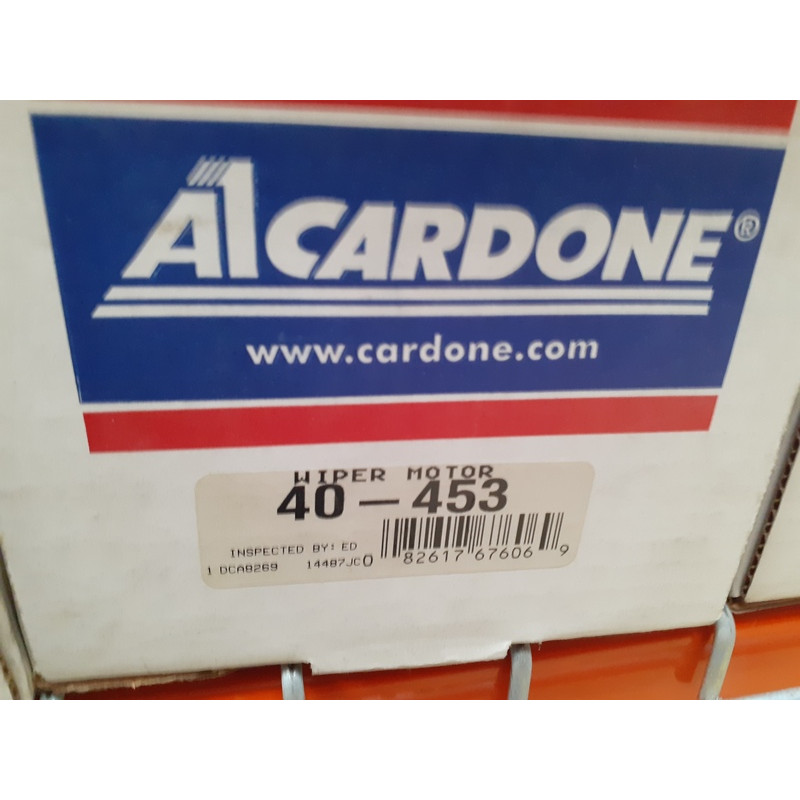 A1CARDONE®
www.cardone.com
WIPER MOTOR
40-453
INSPECTED BY: ED
1 DCA8269 14487JC
0 82617 67606 9